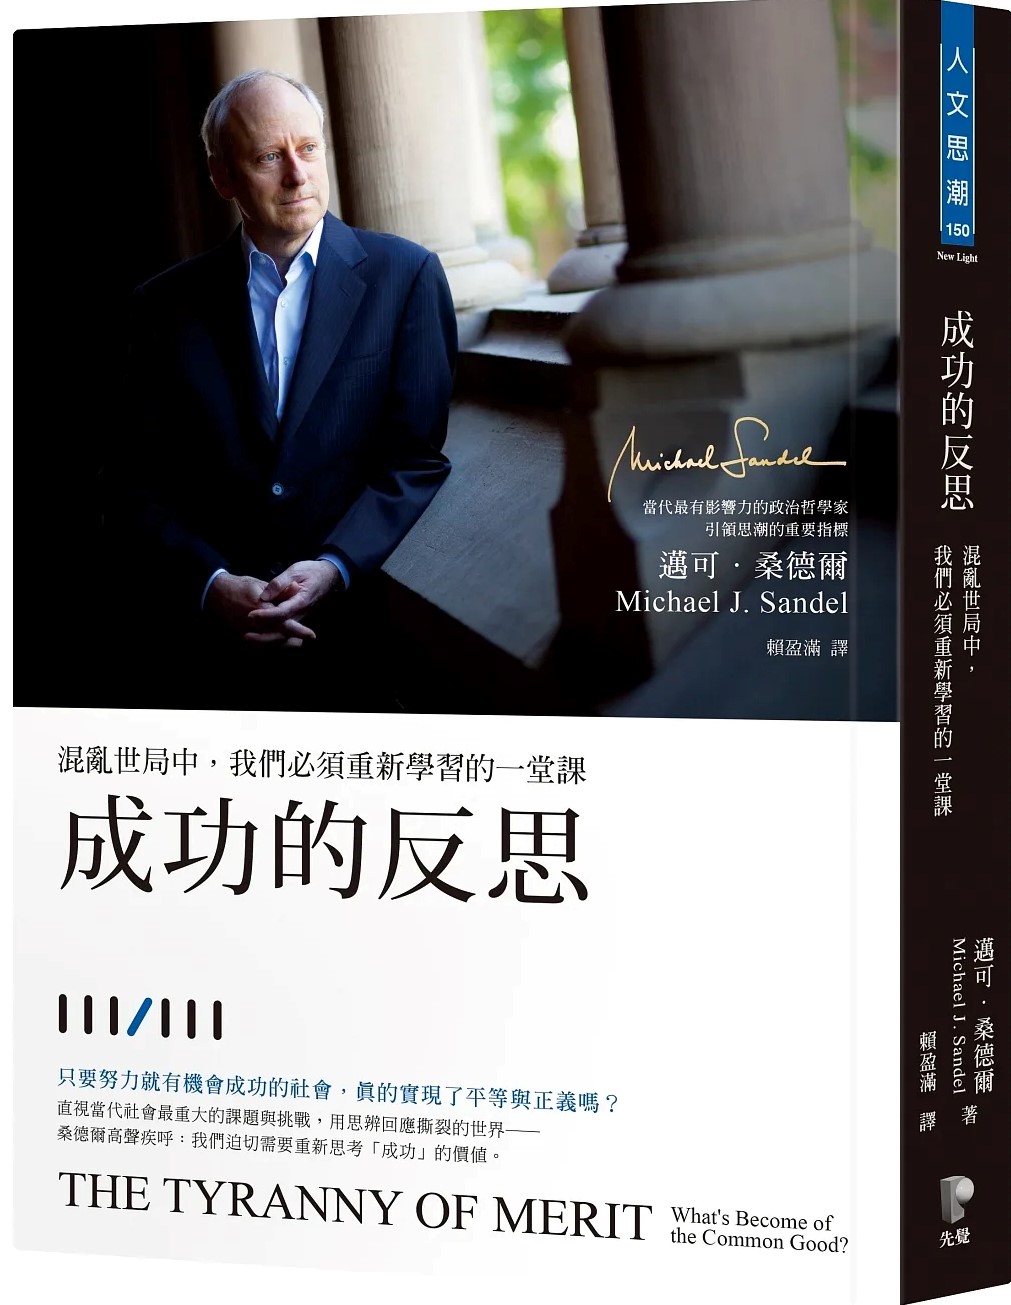 Michael Sandel
當代最有影響力的政治哲學家
引領思潮的重要指標
邁可．桑德爾
Michael J. Sandel
賴盈滿 譯
混亂世局中，我們必須重新學習的一堂課
成功的反思
只要努力就有機會成功的社會，真的實現了平等與正義嗎？
直視當代社會最重大的課題與挑戰，用思辨回應撕裂的世界——
桑德爾高聲疾呼：我們迫切需要重新思考「成功」的價值。
THE TYRANNY OF MERIT
What's Become of
the Common Good?
人文思潮
150
New Light
成功的反思
混亂世局中，
我們必須重新學習的一堂課
邁可．桑德爾
Michael J. Sandel 著
賴盈滿 譯
先覺